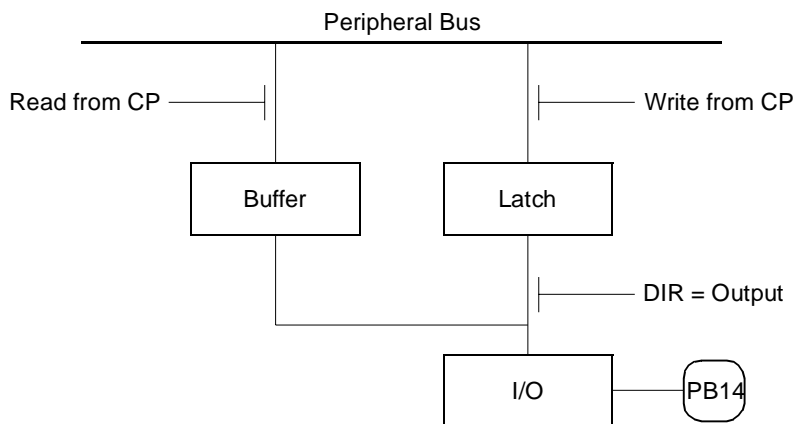 Peripheral Bus
Read from CP
Write from CP
Buffer
Latch
DIR = Output
I/O
PB14